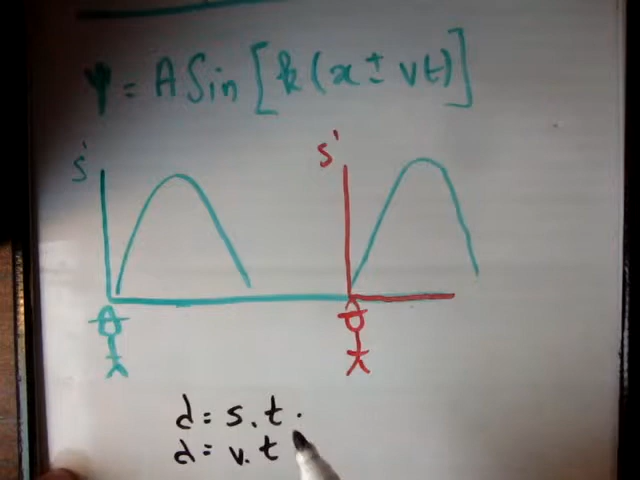 ψ = A Sin [k(x ± vt)]
S'
S'
d = s.t.
d = v.t